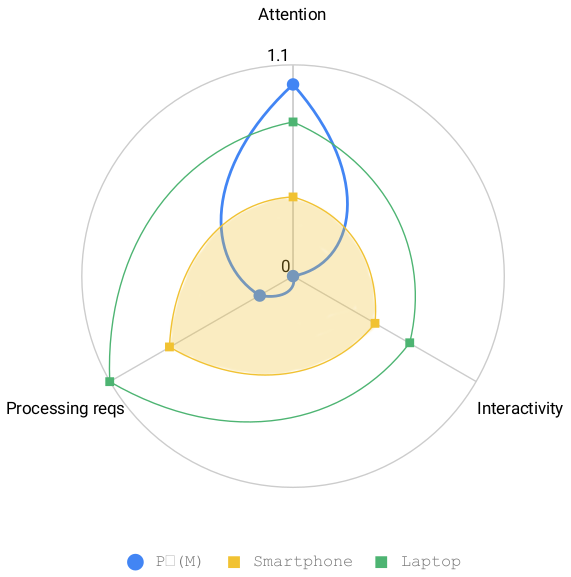 Attention
1.1
0
Processing reqs
Interactivity
P□(M)
Smartphone
Laptop